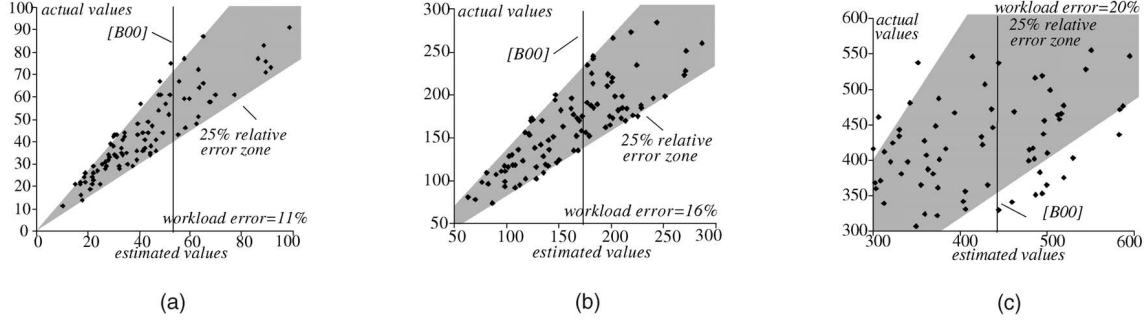 actual values
[B00]
25% relative
error zone
workload error=11%
100
90
80
70
60
50
40
30
20
10
0
0 20 40 60 80 100
estimated values
(a)
actual values
[B00]
25% relative
error zone
workload error=16%
300
250
200
150
100
50
50 100 150 200 250 300
estimated values
(b)
workload error=20%
actual
values
25% relative
error zone
[B00]
600
550
500
450
400
350
300
300 400 500 600
estimated values
(c)